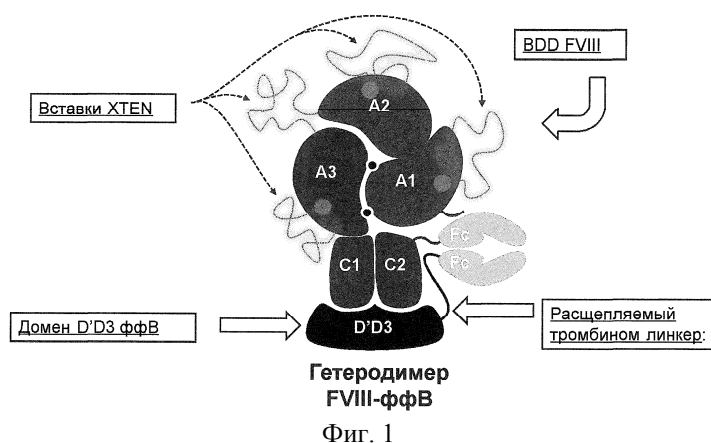 BDD FVIII
Вставки XTEN
A2
A3
A1
Fc
Fc
C1
C2
Домен D'D3 ффВ
D'D3
Расщепляемый
тромбином линкер:
Гетеродимер
FVIII-ффВ
Фиг. 1